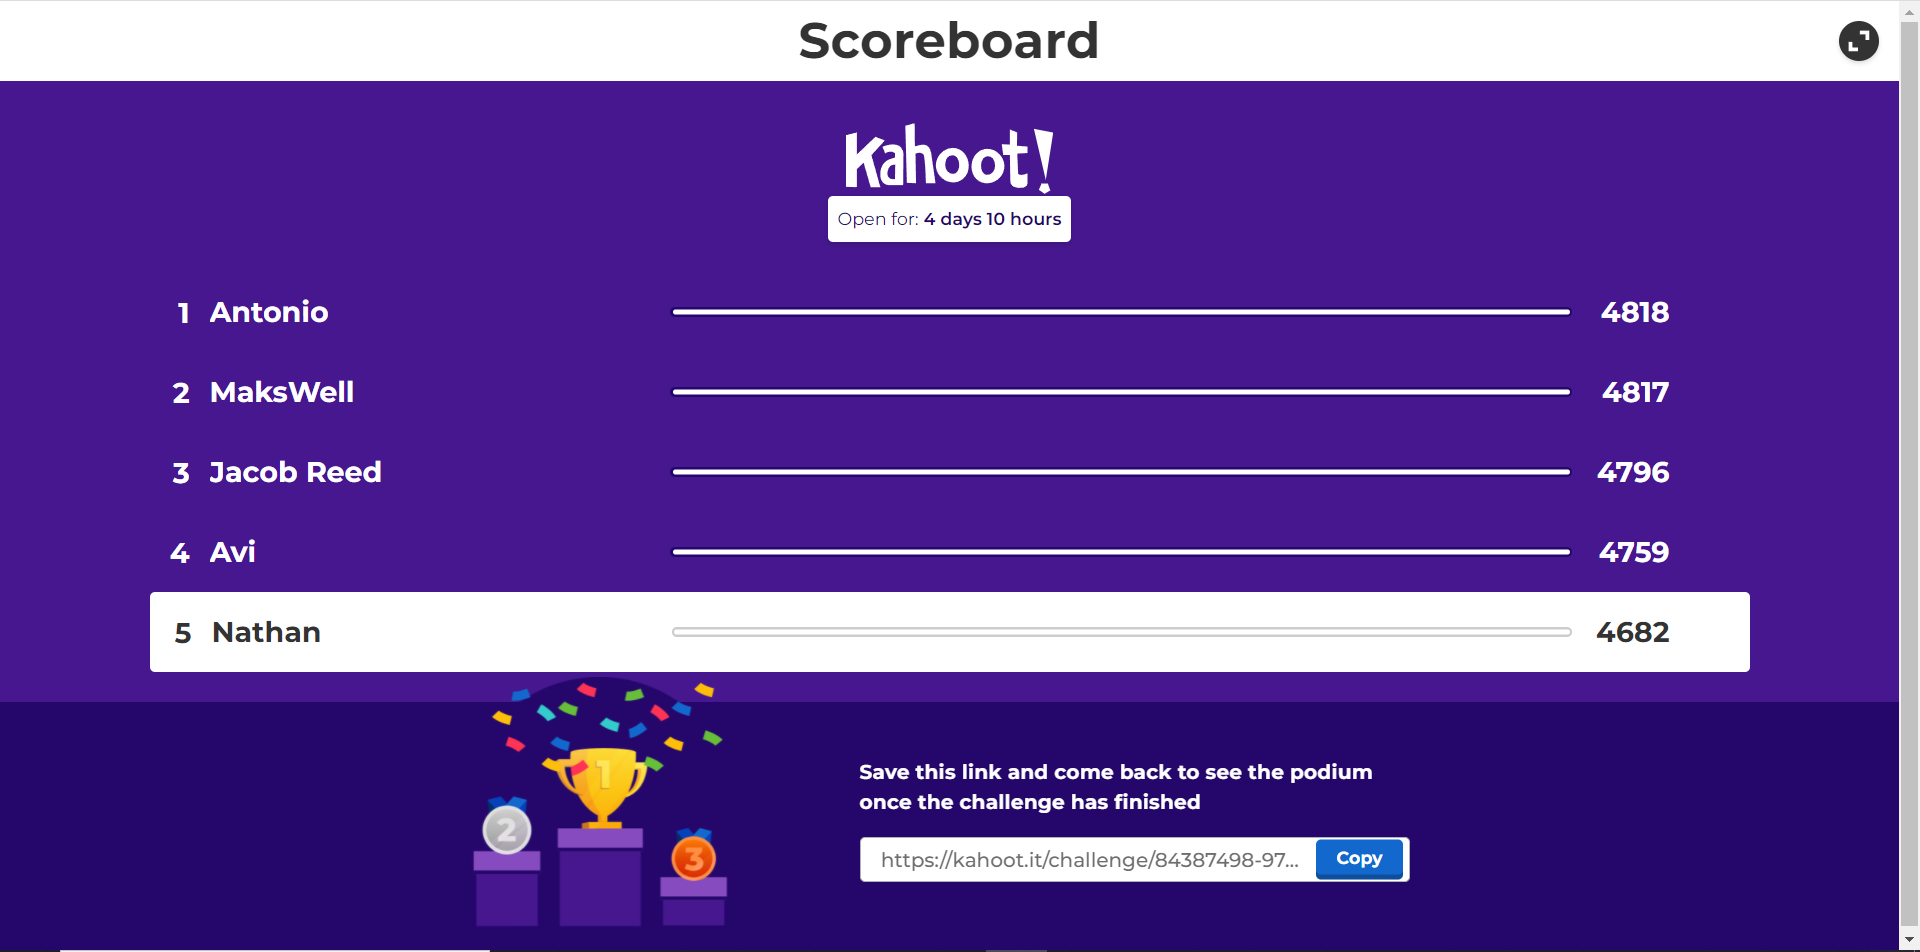 Scoreboard
Kahoot!
Open for: 4 days 10 hours
1 Antonio 4818
2 MaksWell 4817
3 Jacob Reed 4796
4 Avi 4759
5 Nathan 4682
1
2
3
Save this link and come back to see the podium
once the challenge has finished
https://kahoot.it/challenge/84387498-97... Copy